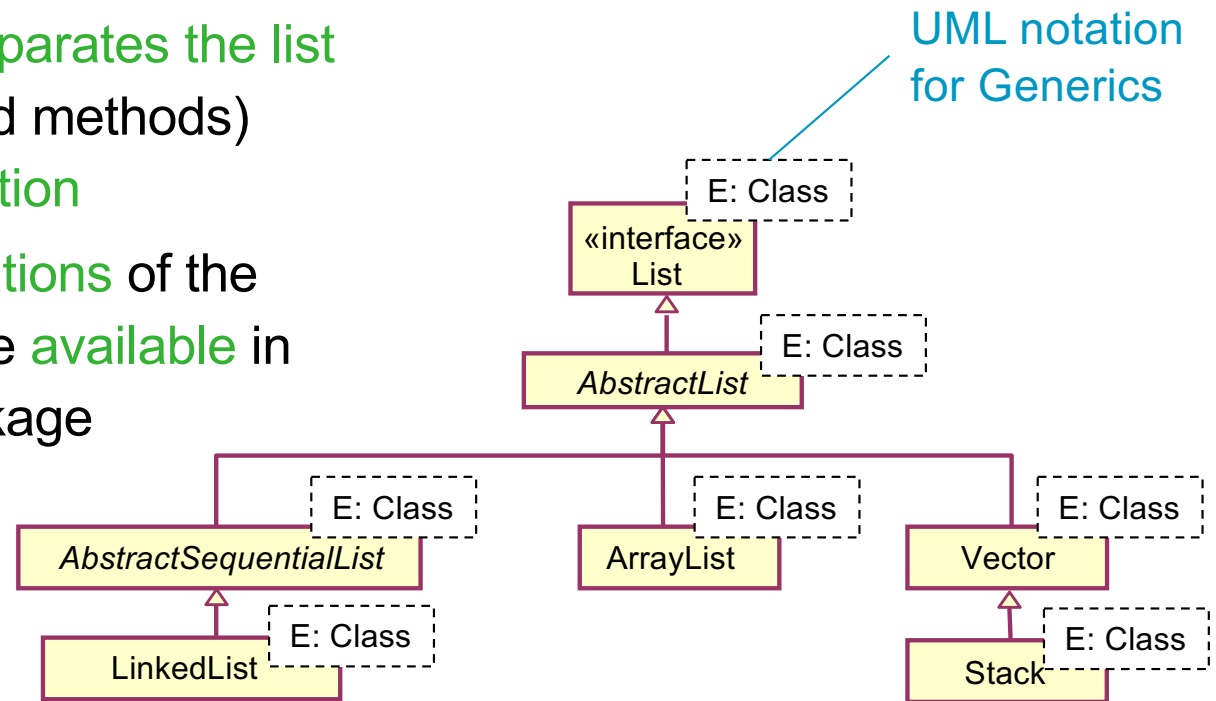 parates the list
d methods)
tion
tions of the
e available in
kage
UML notation
for Generics
E: Class
«interface»
List
E: Class
AbstractList
E: Class
AbstractSequentialList
E: Class
ArrayList
E: Class
Vector
E: Class
LinkedList
E: Class
Stack